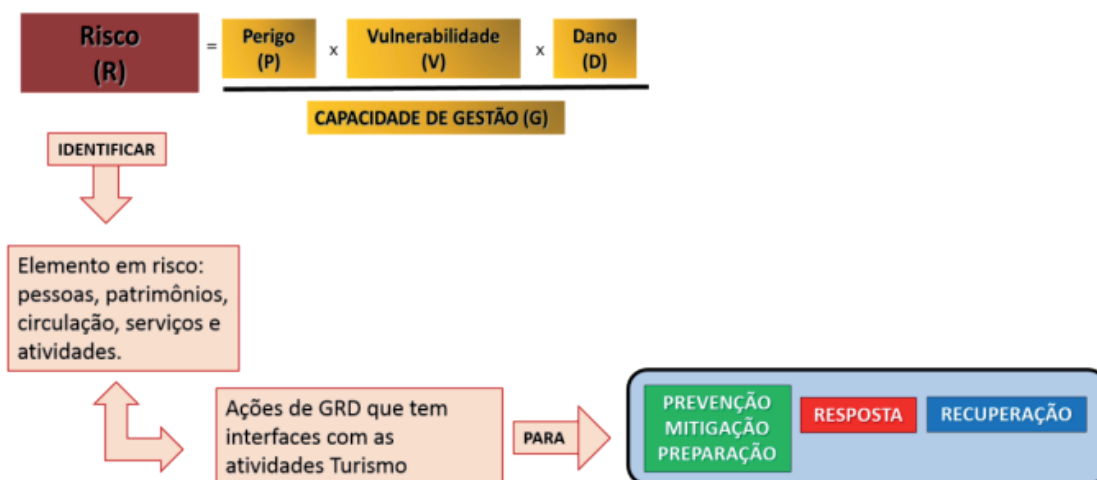 Risco
(R)
=
Perigo
(P)
x
Vulnerabilidade
(V)
x
Dano
(D)
CAPACIDADE DE GESTÃO (G)
IDENTIFICAR
Elemento em risco:
pessoas, patrimônios,
circulação, serviços e
atividades.
Ações de GRD que tem
interfaces com as
atividades Turismo
PARA
PREVENÇÃO
MITIGAÇÃO
PREPARAÇÃO
RESPOSTA
RECUPERAÇÃO